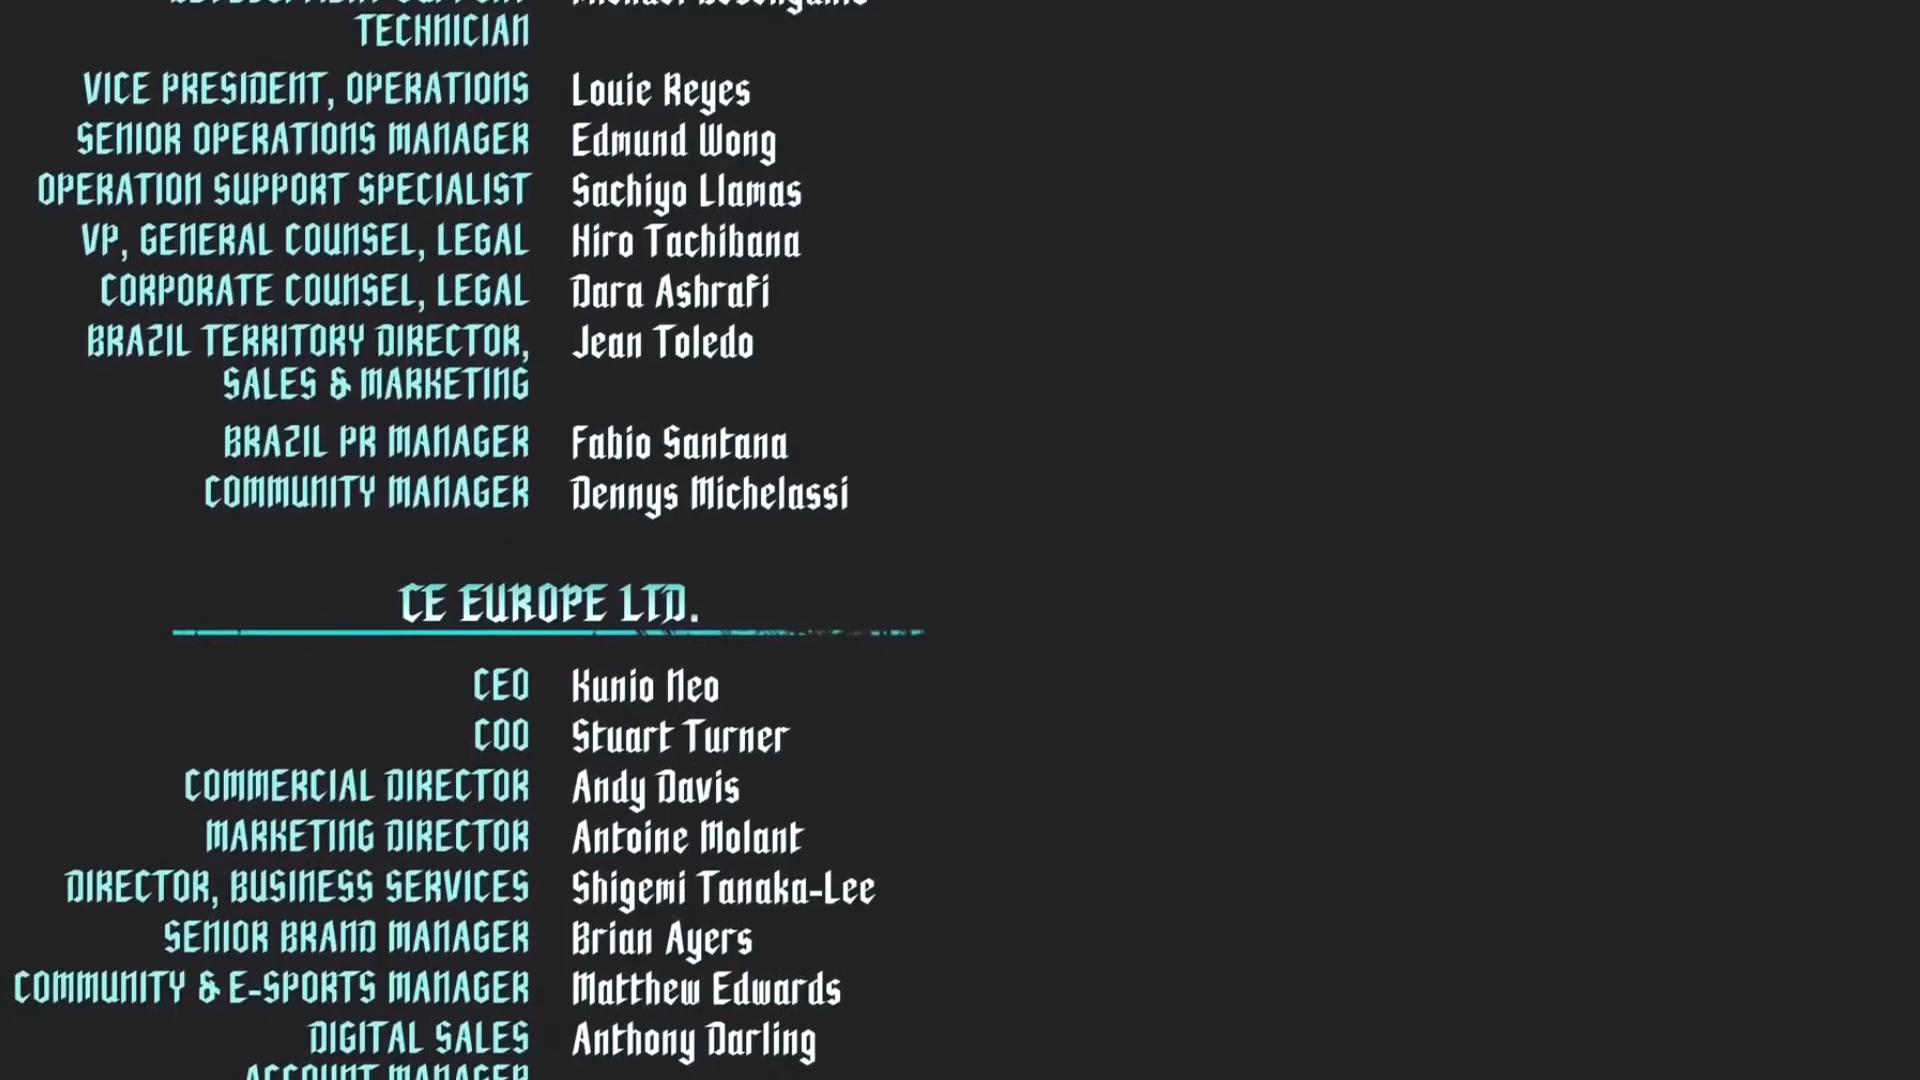 TECHNICIAN
VICE PRESIDENT, OPERATIONS Louie Reyes
SENIOR OPERATIONS MANAGER Edmund Wong
OPERATION SUPPORT SPECIALIST Sachiyo Llamas
VP, GENERAL COUNSEL, LEGAL Hiro Tachibana
CORPORATE COUNSEL, LEGAL Dara Ashrafi
BRAZIL TERRITORY DIRECTOR, Jean Toledo
SALES & MARKETING
BRAZIL PR MANAGER Fabio Santana
COMMUNITY MANAGER Dennys Michelassi
CE EUROPE LTD.
CEO Kunio Neo
COO Stuart Turner
COMMERCIAL DIRECTOR Andy Davis
MARKETING DIRECTOR Antoine Molant
DIRECTOR, BUSINESS SERVICES Shigemi Tanaka-Lee
SENIOR BRAND MANAGER Brian Ayers
COMMUNITY & E-SPORTS MANAGER Matthew Edwards
DIGITAL SALES Anthony Darling
ACCOUNT MANAGER